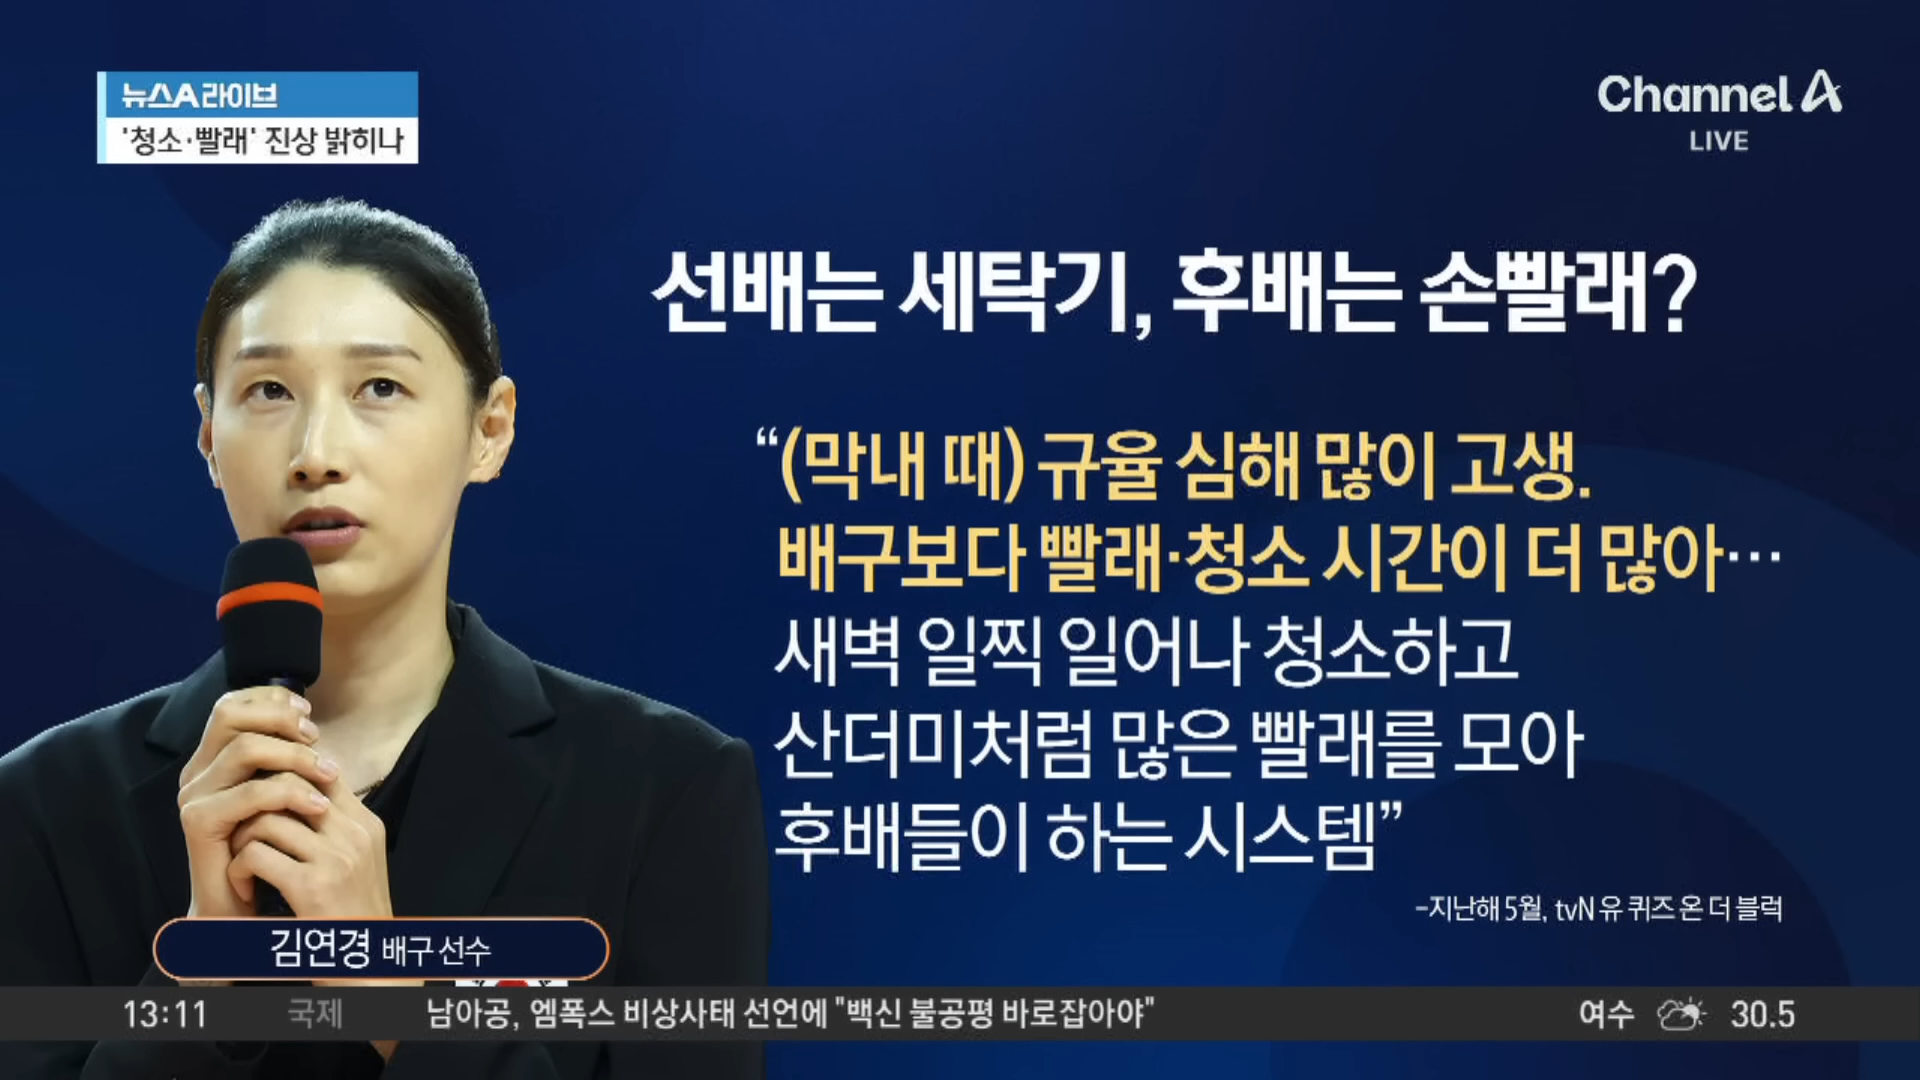 뉴스A 라이브
'청소·빨래' 진상 밝히나
Channel A
LIVE
선배는 세탁기, 후배는 손빨래?
“(막내 때) 규율 심해 많이 고생.
배구보다 빨래·청소 시간이 더 많아…
새벽 일찍 일어나 청소하고
산더미처럼 많은 빨래를 모아
후배들이 하는 시스템”
-지난해 5월, tvN 유 퀴즈 온 더 블럭
김연경 배구 선수
13:11 국제 남아공, 엠폭스 비상사태 선언에 "백신 불공평 바로잡아야" 여수 30.5